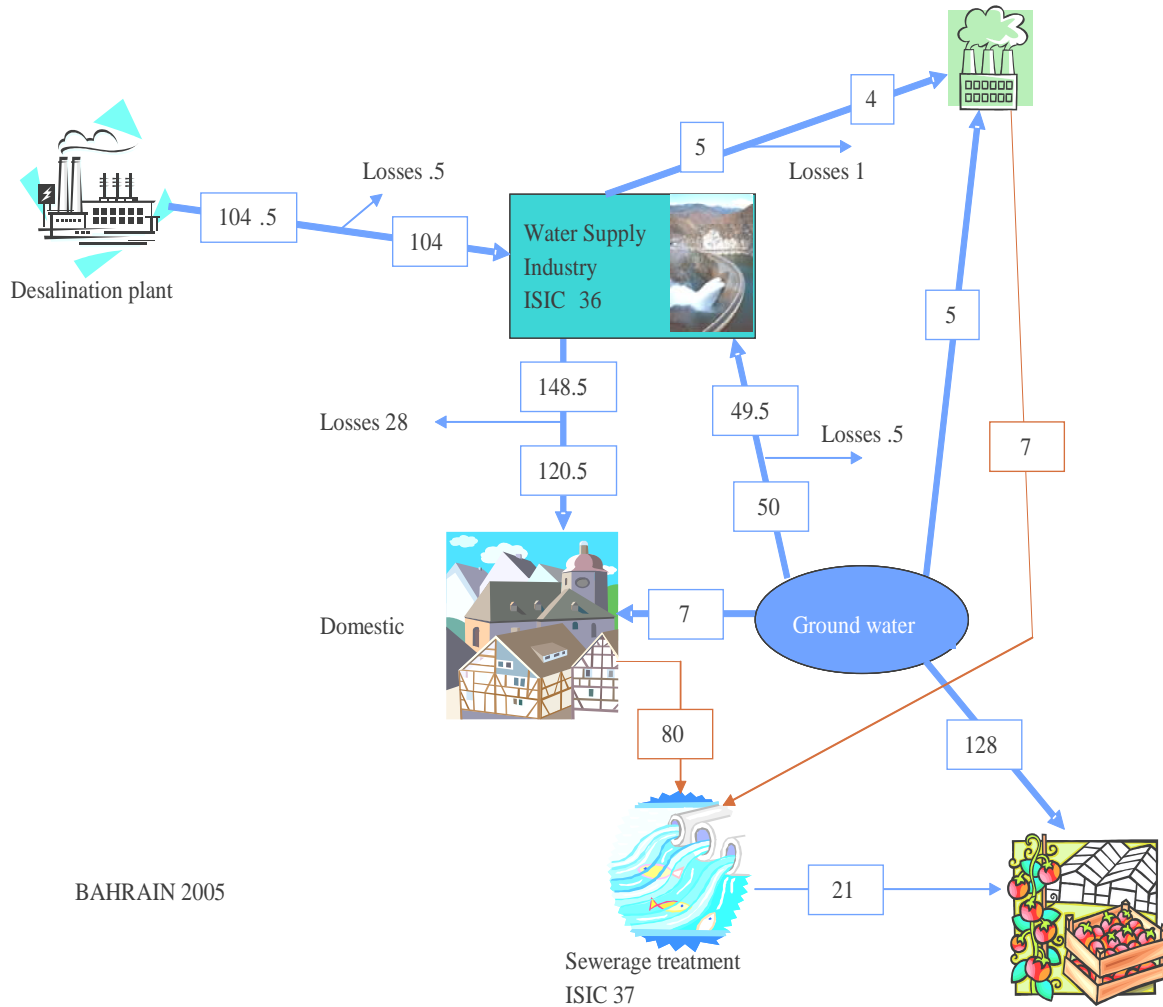 4
5
Losses 1
Losses .5
104 .5
104
Water Supply
Industry
ISIC 36
Desalination plant
5
148.5
49.5
Losses 28
Losses .5
7
120.5
50
Domestic
7
Ground water
80
128
BAHRAIN 2005
21
Sewerage treatment
ISIC 37